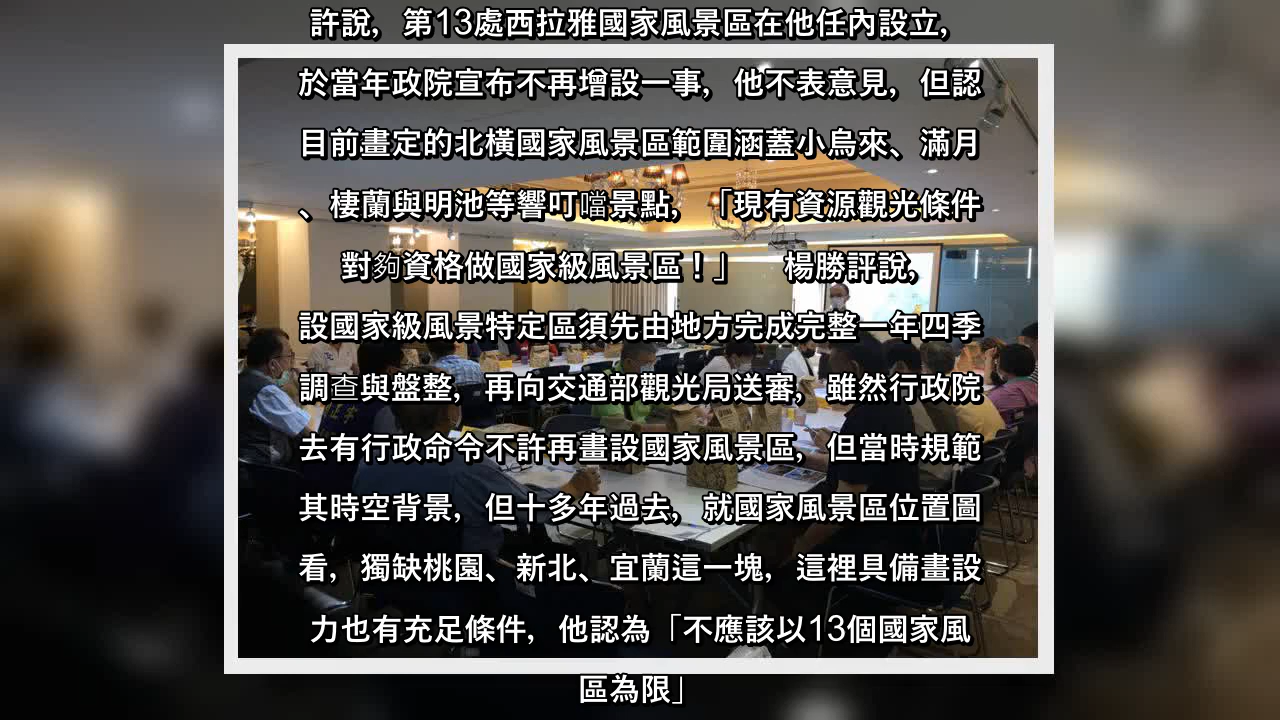 許說，第13處西拉雅國家風景區在他任內設立，
於當年政院宣布不再增設一事，他不表意見，但認
目前畫定的北橫國家風景區範圍涵蓋小烏來、滿月
、棲蘭與明池等響叮噹景點，「現有資源觀光條件
對夠資格做國家級風景區！」　楊勝評說，
設國家級風景特定區須先由地方完成完整一年四季
調查與盤整，再向交通部觀光局送審，雖然行政院
去有行政命令不許再畫設國家風景區，但當時規範
其時空背景，但十多年過去，就國家風景區位置圖
看，獨缺桃園、新北、宜蘭這一塊，這裡具備畫設
力也有充足條件，他認為「不應該以13個國家風
區為限」